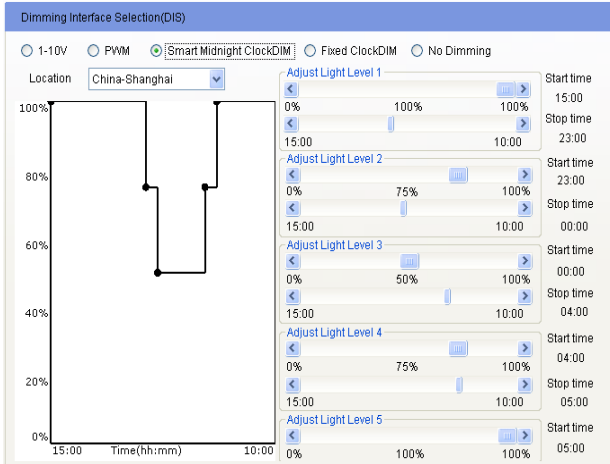 Dimming Interface Selection(DIS)
1-10V PWM Smart Midnight ClockDIM Fixed ClockDIM No Dimming
Location China-Shanghai
100%
80%
60%
40%
20%
0%
15:00 Time(hh:mm) 10:00
Adjust Light Level 1
0% 100% 100%
15:00 10:00
Start time
15:00
Stop time
23:00
Adjust Light Level 2
0% 75% 100%
15:00 10:00
Start time
23:00
Stop time
00:00
Adjust Light Level 3
0% 50% 100%
15:00 10:00
Start time
00:00
Stop time
04:00
Adjust Light Level 4
0% 75% 100%
15:00 10:00
Start time
04:00
Stop time
05:00
Adjust Light Level 5
0% 100% 100%
Start time
05:00